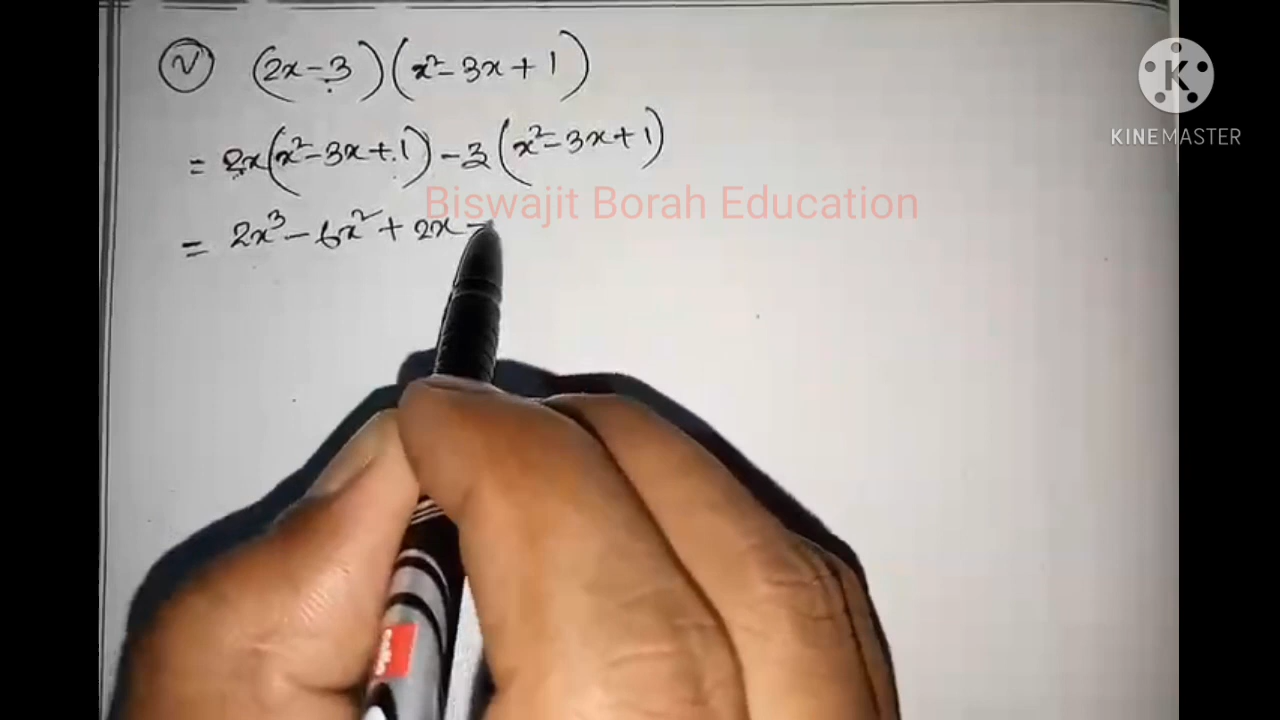 (v) (2x-3)(x²-3x+1)
KINEMASTER
= 2x(x²-3x+1)-3(x²-3x+1)
Biswajit Borah Education
= 2x³-6x²+2x-